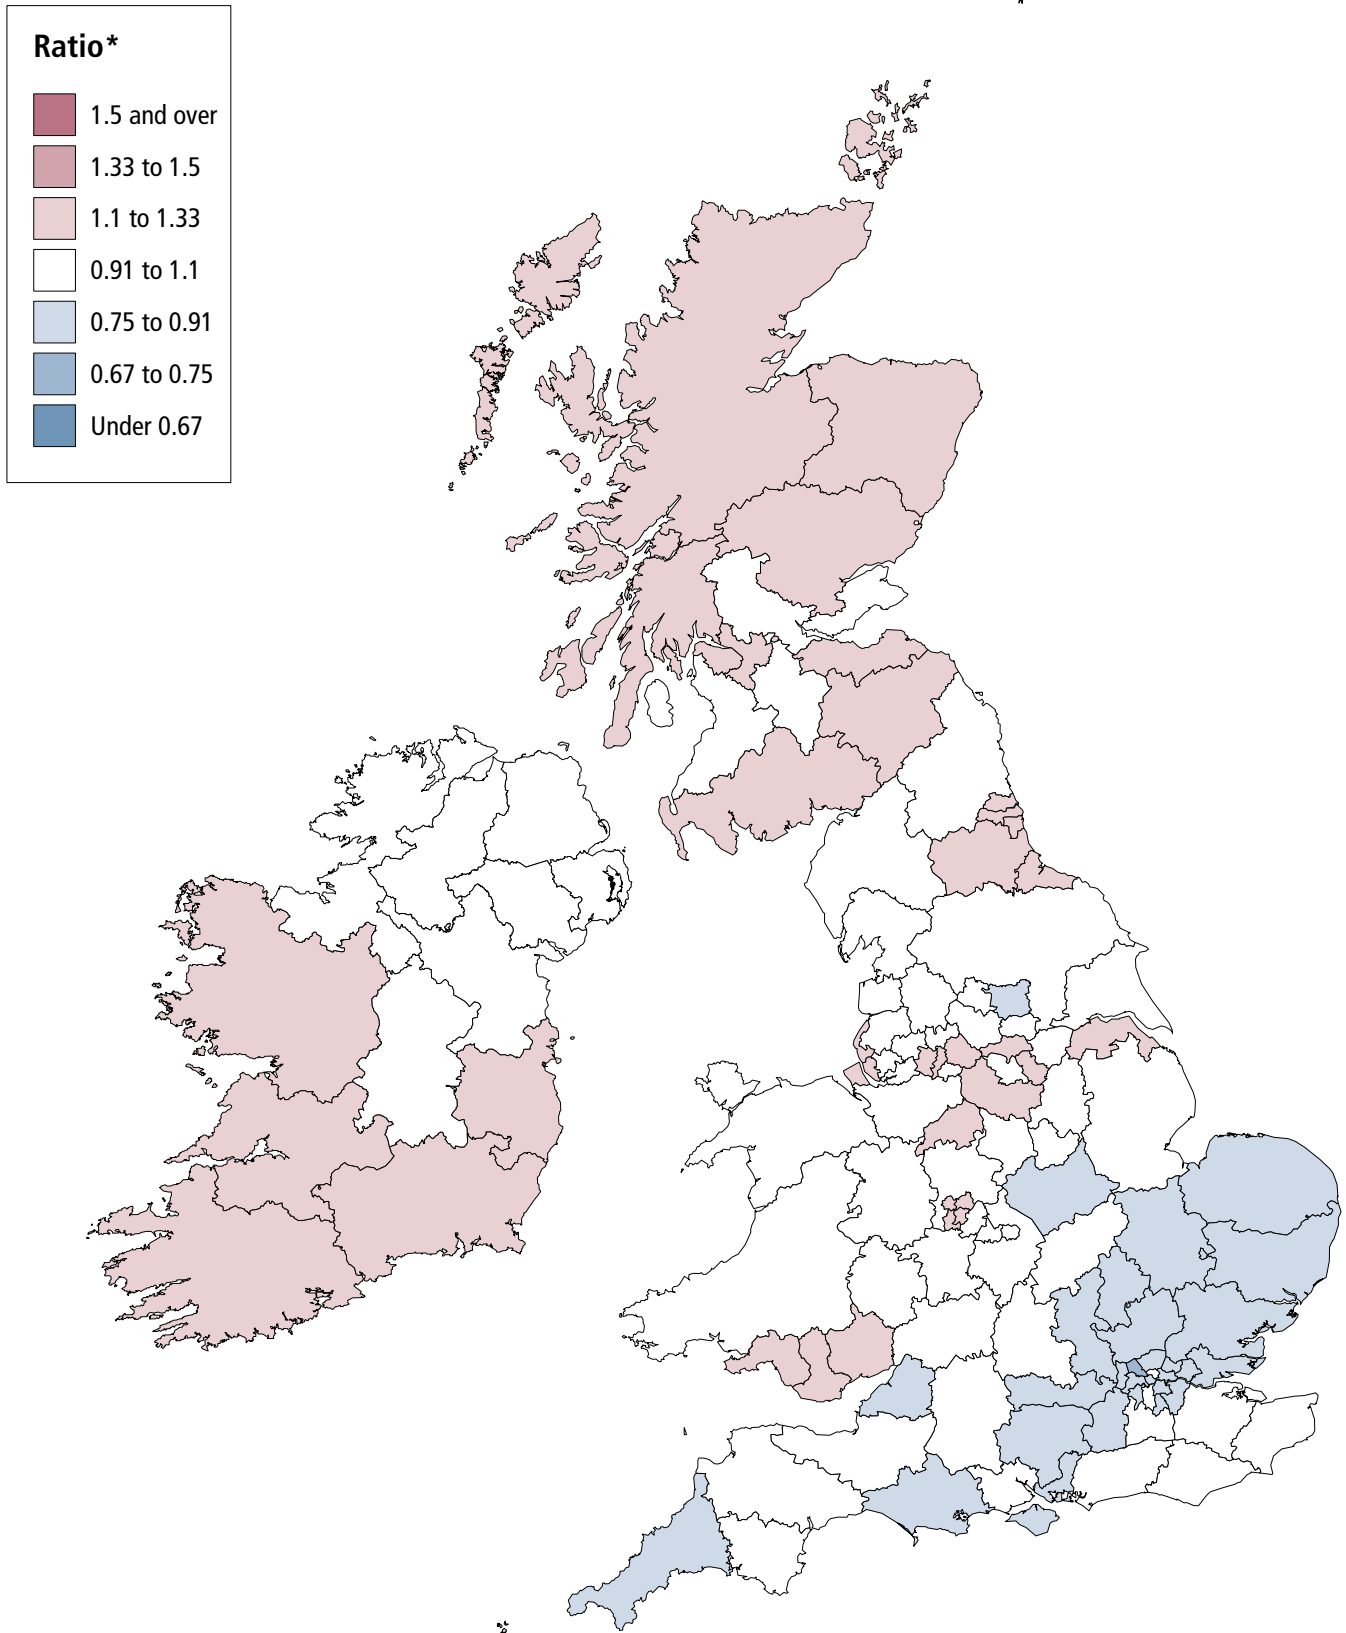 Ratio*
1.5 and over
1.33 to 1.5
1.1 to 1.33
0.91 to 1.1
0.75 to 0.91
0.67 to 0.75
Under 0.67